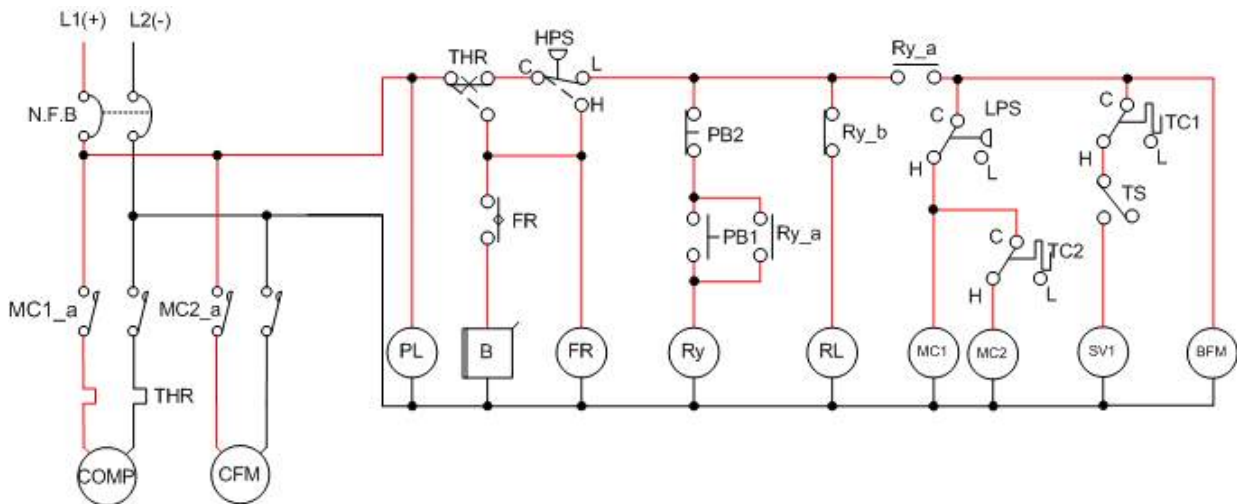 L1(+) L2(-)
HPS
THR C L Ry_a
N.F.B H C LPS C TC1
PB2 Ry_b
H L H L
TS
FR PB1 Ry_a C TC2
H L
MC1_a MC2_a
PL B FR Ry RL MC1 MC2 SV1 BFM
THR
COMP CFM